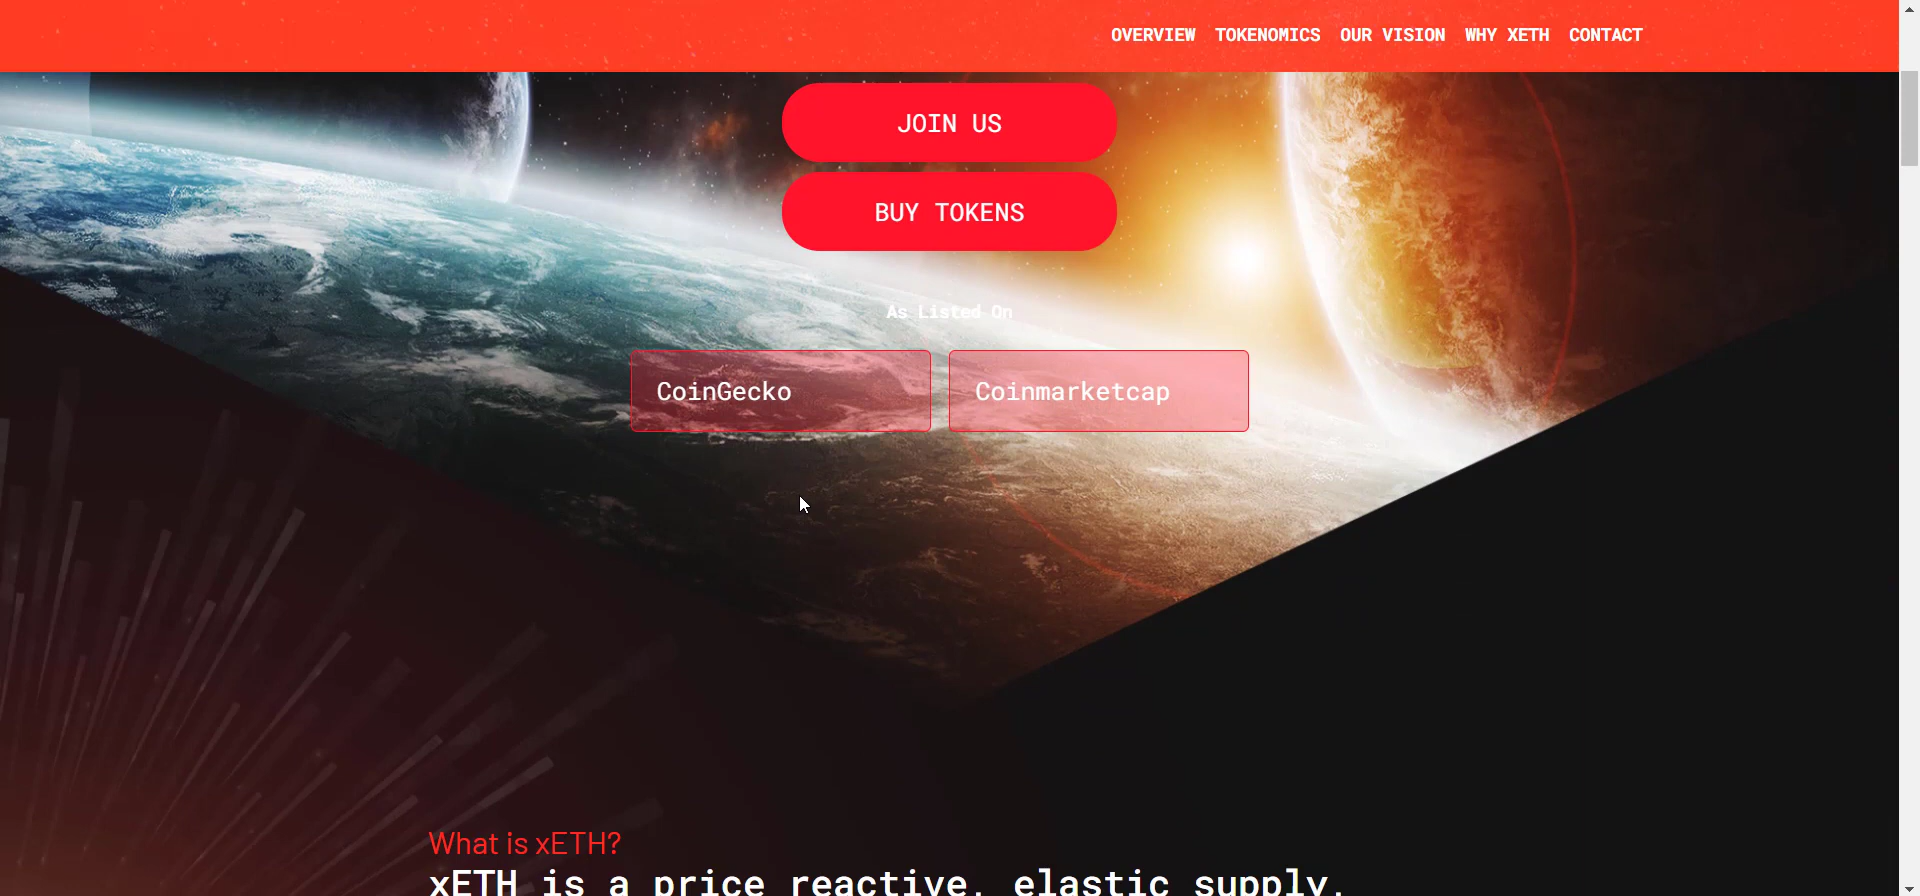 OVERVIEW TOKENOMICS OUR VISION WHY XETH CONTACT
JOIN US
BUY TOKENS
As Listed On
CoinGecko Coinmarketcap
What is xETH?
xETH is a price reactive, elastic supply,